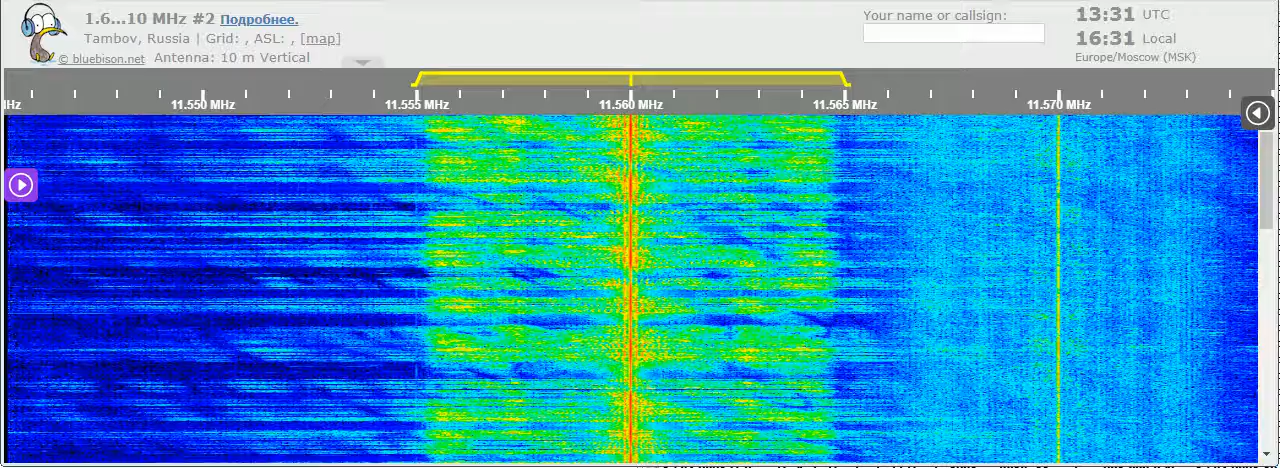 1.6...10 MHz #2 Подробнее.
Tambov, Russia | Grid: , ASL: , [map]
© bluebison.net Antenna: 10 m Vertical
Your name or callsign:
13:31 UTC
16:31 Local
Europe/Moscow (MSK)
Hz 11.550 MHz 11.555 MHz 11.560 MHz 11.565 MHz 11.570 MHz